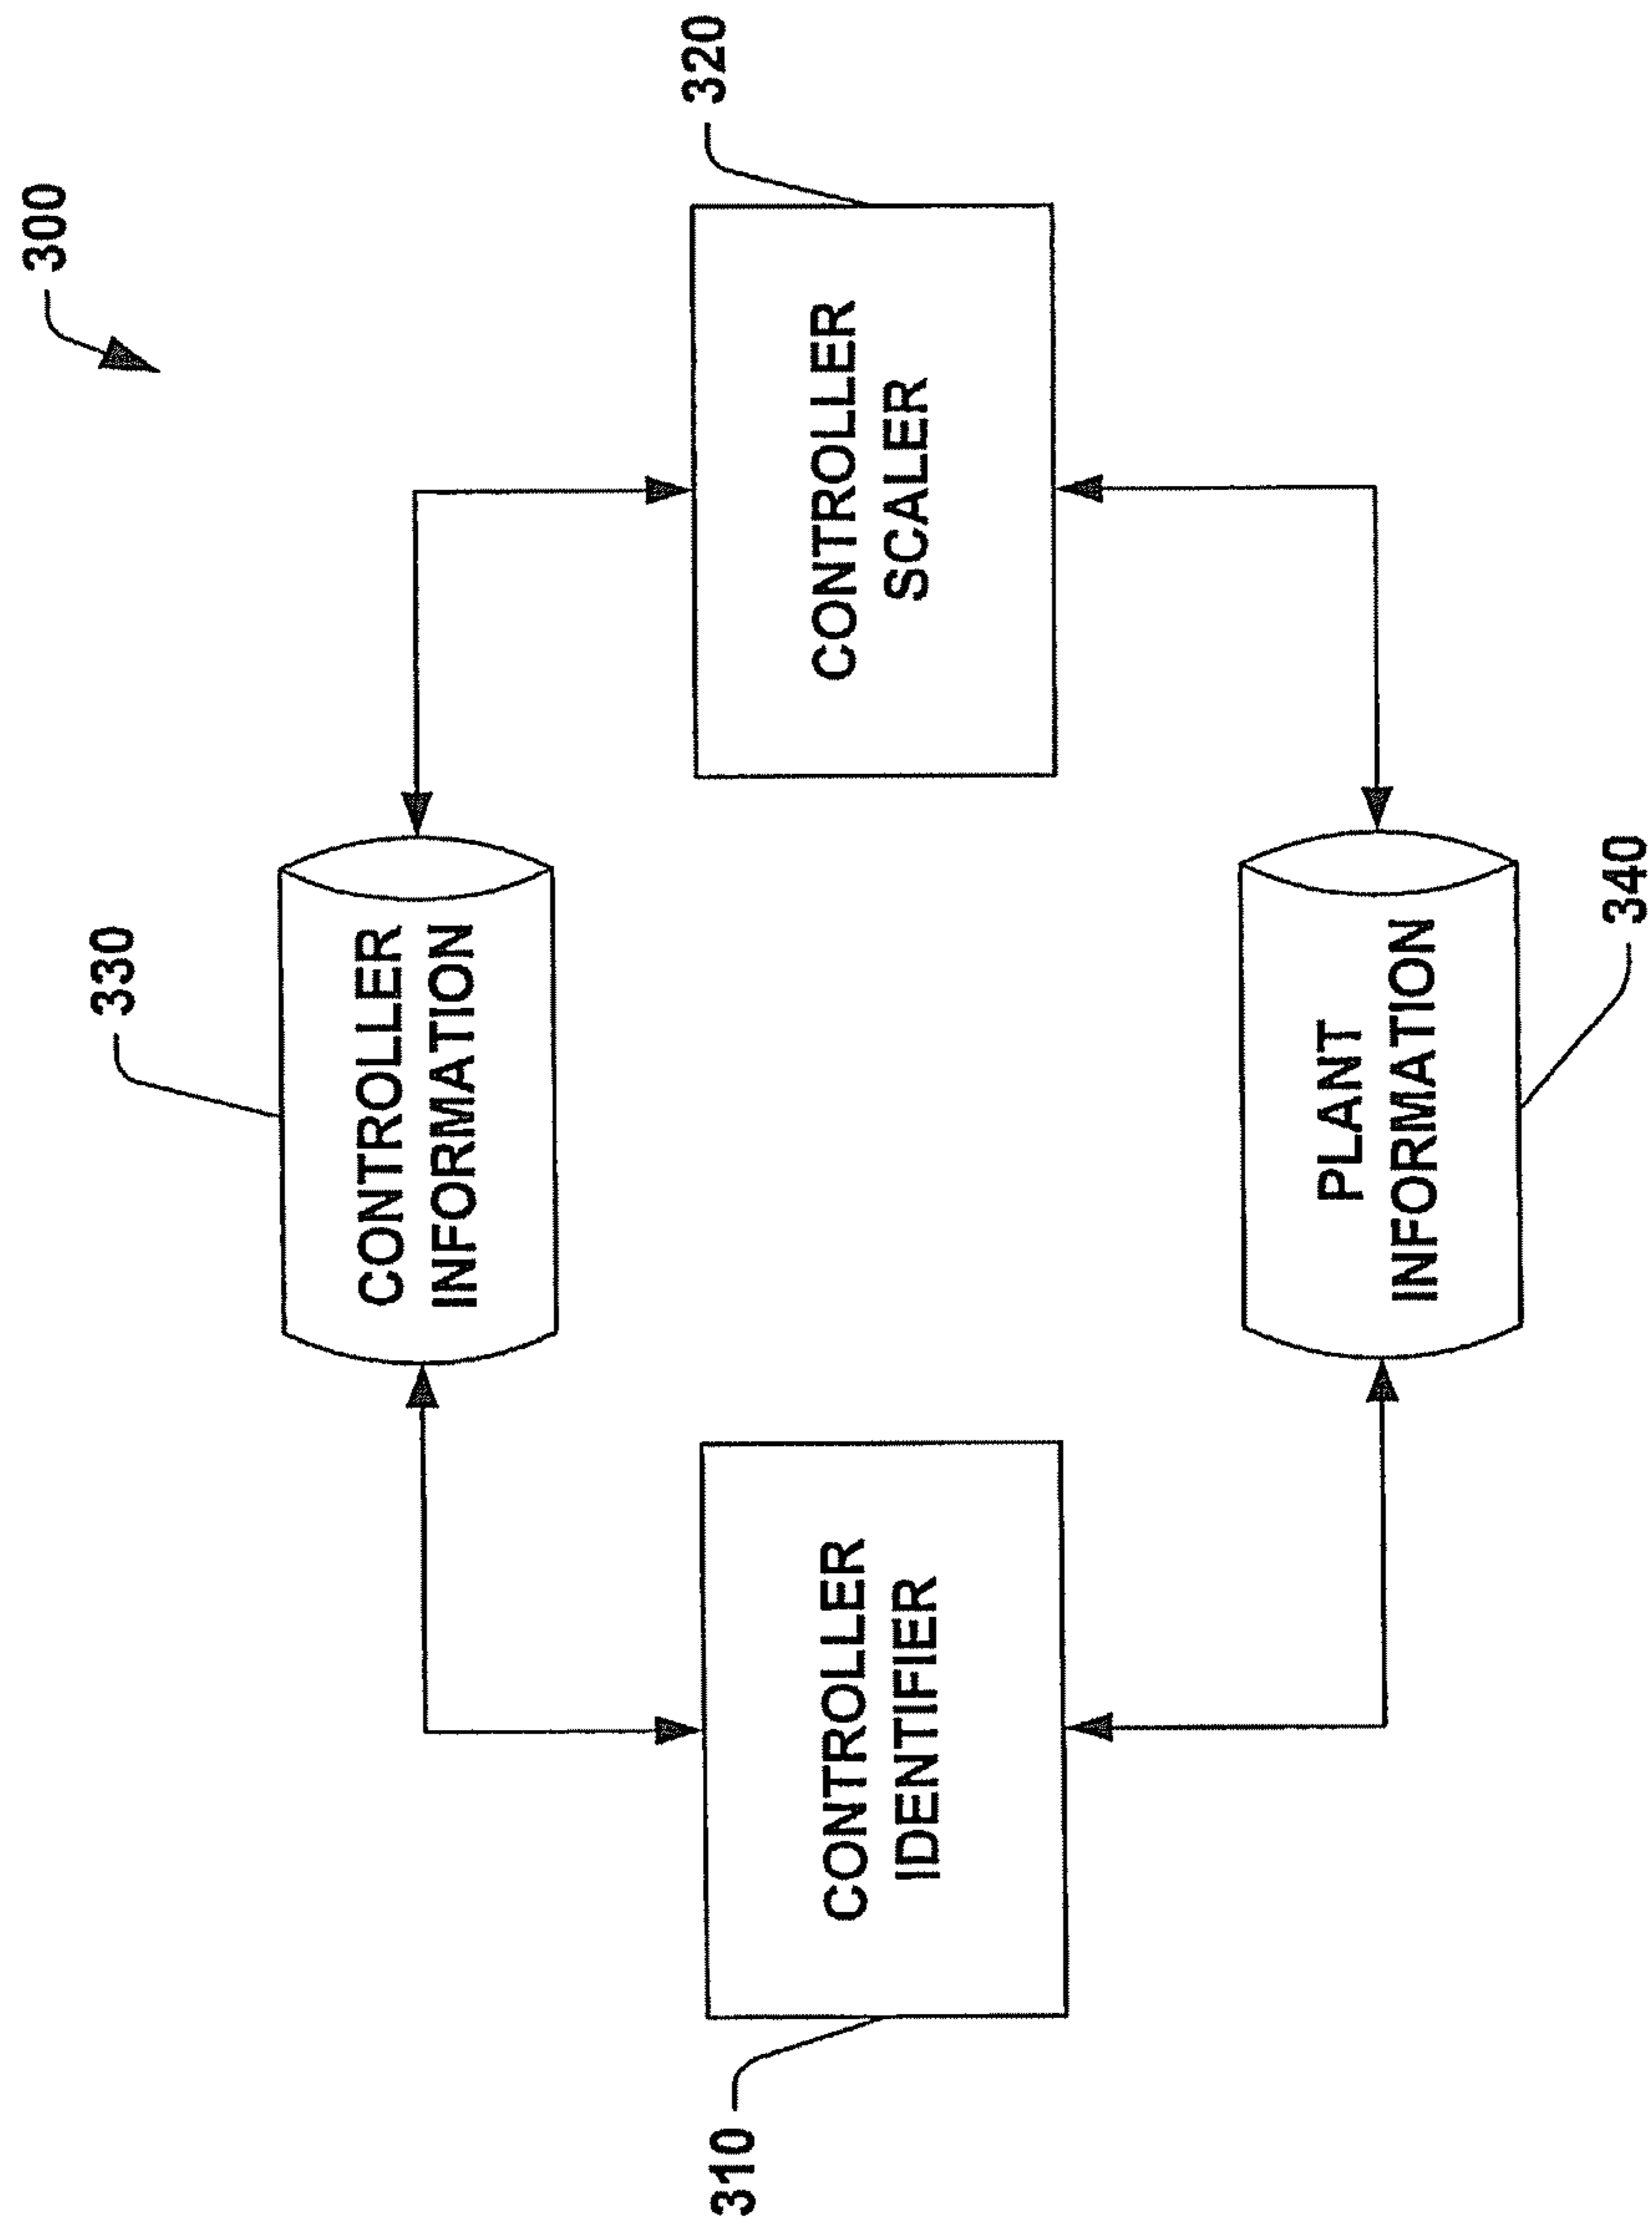 300
330
CONTROLLER
INFORMATION
310
CONTROLLER
IDENTIFIER
320
CONTROLLER
SCALER
PLANT
INFORMATION
340